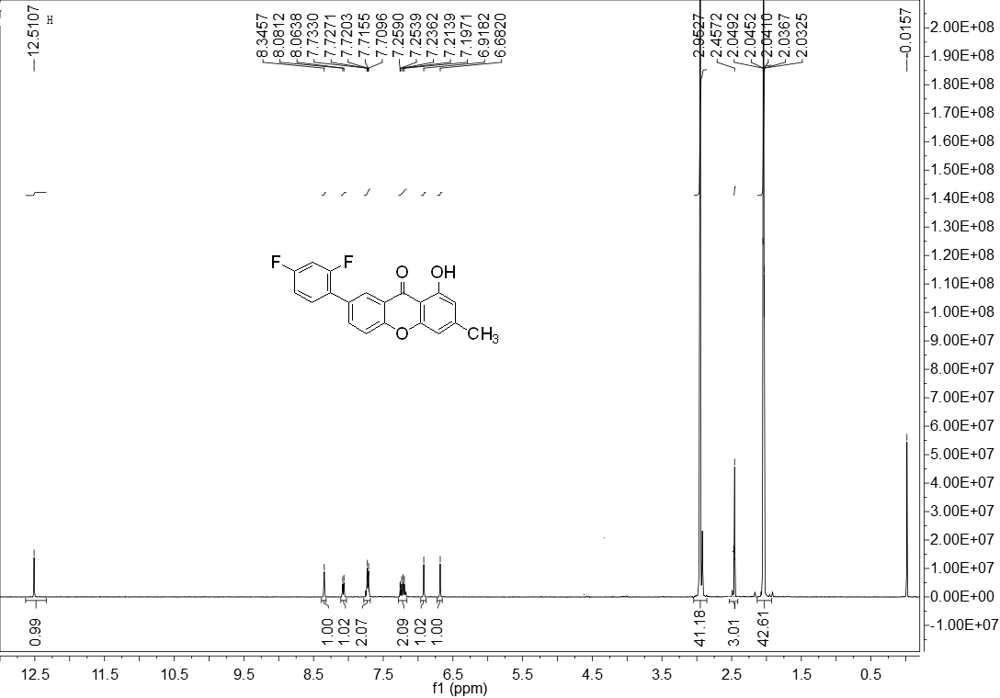 12.5107
H
8.3457
8.0812
8.0638
7.7330
7.7271
7.7203
7.7155
7.7096
7.2590
7.2539
7.2362
7.2139
7.1971
6.9182
6.6820
2.9527
2.4572
2.0492
2.0452
2.0410
2.0367
2.0325
-0.0157
2.00E+08
1.90E+08
1.80E+08
1.70E+08
1.60E+08
1.50E+08
1.40E+08
1.30E+08
1.20E+08
1.10E+08
1.00E+08
9.00E+07
8.00E+07
7.00E+07
6.00E+07
5.00E+07
4.00E+07
3.00E+07
2.00E+07
1.00E+07
0.00E+00
-1.00E+07
F
F
O
OH
O
CH3
0.99
1.00
1.02
2.07
2.09
1.02
1.00
41.18
3.01
42.61
12.5
11.5
10.5
9.5
8.5
7.5
6.5
5.5
4.5
3.5
2.5
1.5
0.5
f1 (ppm)